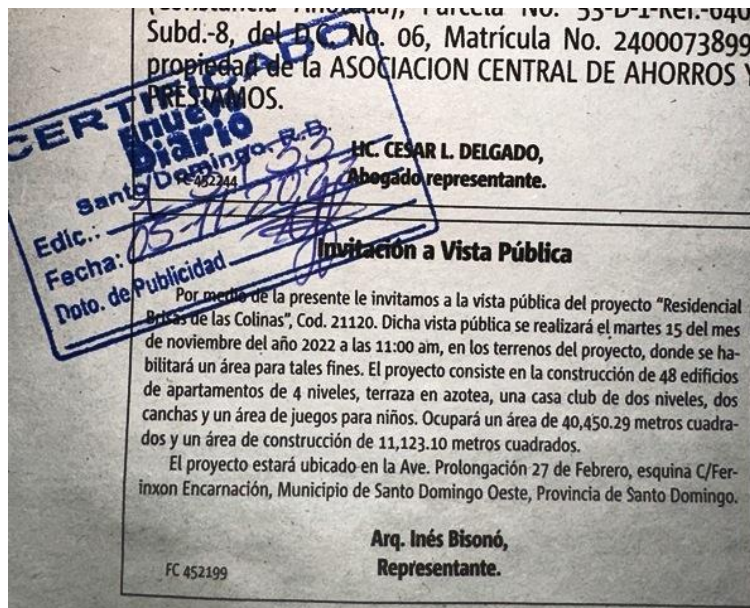 (Constancia Anotada), Parcela No. 53-D-1-Ref.-640
Subd.-8, del D.C. No. 06, Matrícula No. 2400073899
propiedad de la ASOCIACION CENTRAL DE AHORROS Y
PRÉSTAMOS.
CERTIFICADO
El nuevo
Diario
Santo Domingo, R.D.
Edic.:
Fecha: 05-11-2022
Dpto. de Publicidad
LIC. CESAR L. DELGADO,
Abogado representante.
FC 452244
Invitación a Vista Pública
Por medio de la presente le invitamos a la vista pública del proyecto “Residencial
Brisas de las Colinas”, Cod. 21120. Dicha vista pública se realizará el martes 15 del mes
de noviembre del año 2022 a las 11:00 am, en los terrenos del proyecto, donde se ha-
bilitará un área para tales fines. El proyecto consiste en la construcción de 48 edificios
de apartamentos de 4 niveles, terraza en azotea, una casa club de dos niveles, dos
canchas y un área de juegos para niños. Ocupará un área de 40,450.29 metros cuadra-
dos y un área de construcción de 11,123.10 metros cuadrados.
El proyecto estará ubicado en la Ave. Prolongación 27 de Febrero, esquina C/Fer-
inxon Encarnación, Municipio de Santo Domingo Oeste, Provincia de Santo Domingo.
Arq. Inés Bisonó,
Representante.
FC 452199